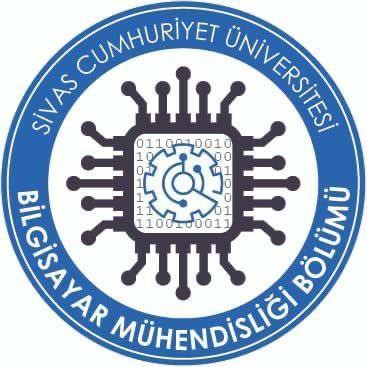 SİVAS CUMHURİYET ÜNİVERSİTESİ
0110010010
1100100011
BİLGİSAYAR MÜHENDİSLİĞİ BÖLÜMÜ